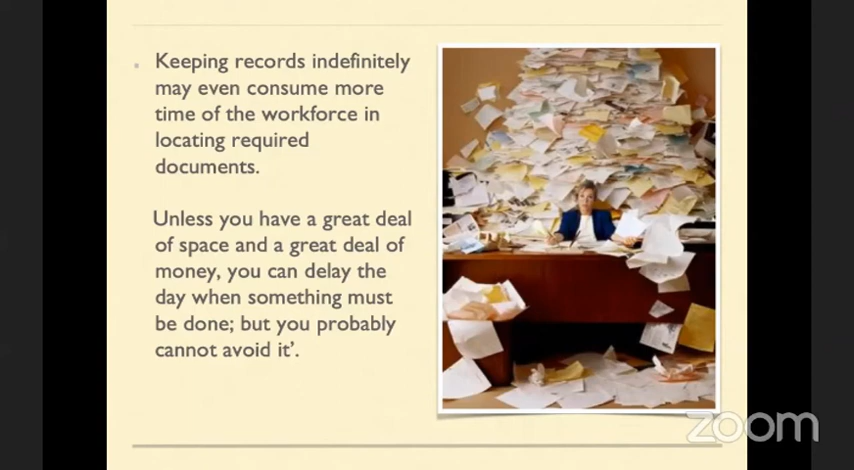 Keeping records indefinitely
may even consume more
time of the workforce in
locating required
documents.
Unless you have a great deal
of space and a great deal of
money, you can delay the
day when something must
be done; but you probably
cannot avoid it’.
zoom